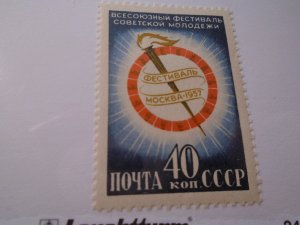 ВСЕСОЮЗНЫЙ ФЕСТИВАЛЬ
СОВЕТСКОЙ МОЛОДЕЖИ
ФЕСТИВАЛЬ
МОСКВА-1957
ПОЧТА 40 КОП. СССР